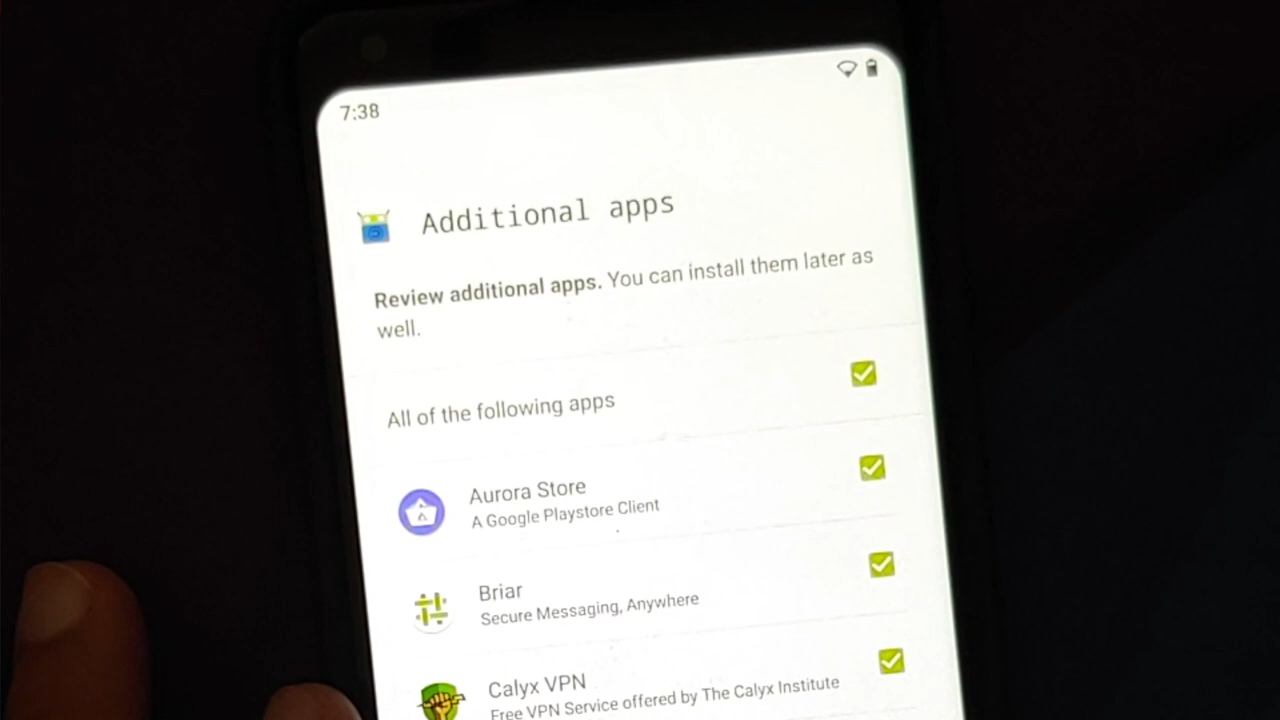 7:38
Additional apps
Review additional apps. You can install them later as
well.
All of the following apps
Aurora Store
A Google Playstore Client
Briar
Secure Messaging, Anywhere
Calyx VPN
Free VPN Service offered by The Calyx Institute